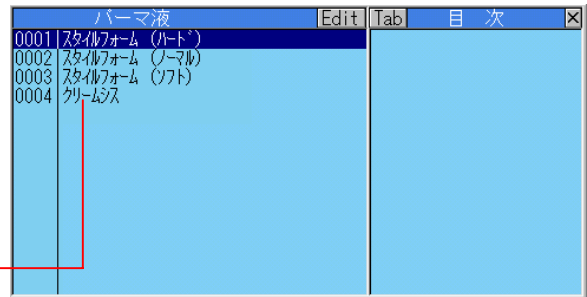 パーマ液 Edit Tab 目 次 ×
0001 スタイルフォーム (ハード)
0002 スタイルフォーム (ノーマル)
0003 スタイルフォーム (ソフト)
0004 クリームシス